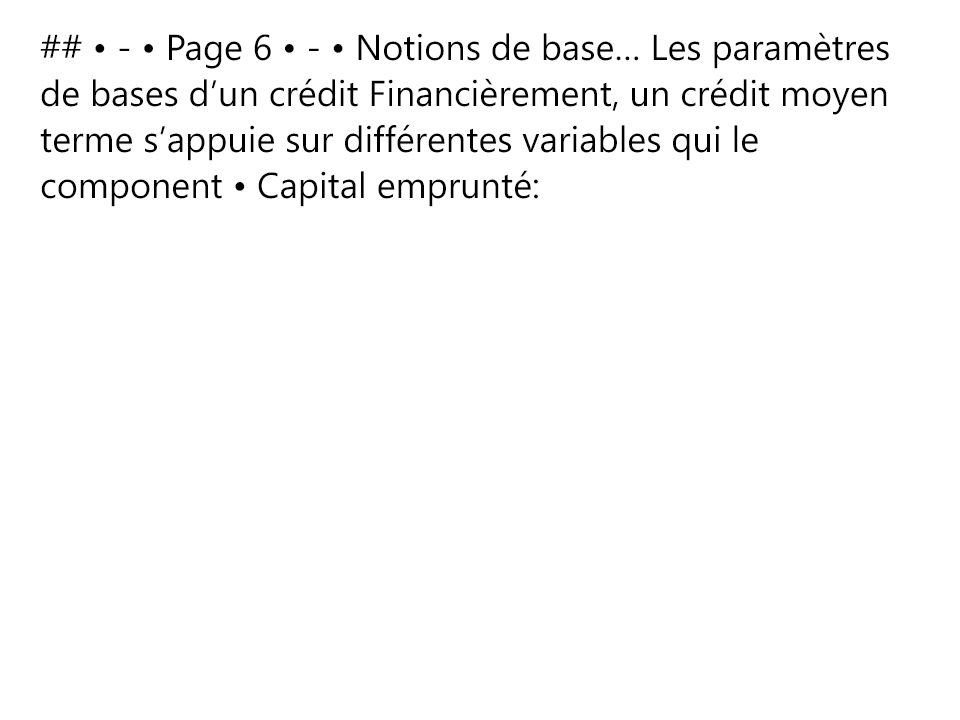 ## • - • Page 6 • - • Notions de base... Les paramètres
de bases d’un crédit Financièrement, un crédit moyen
terme s’appuie sur différentes variables qui le
component • Capital emprunté: